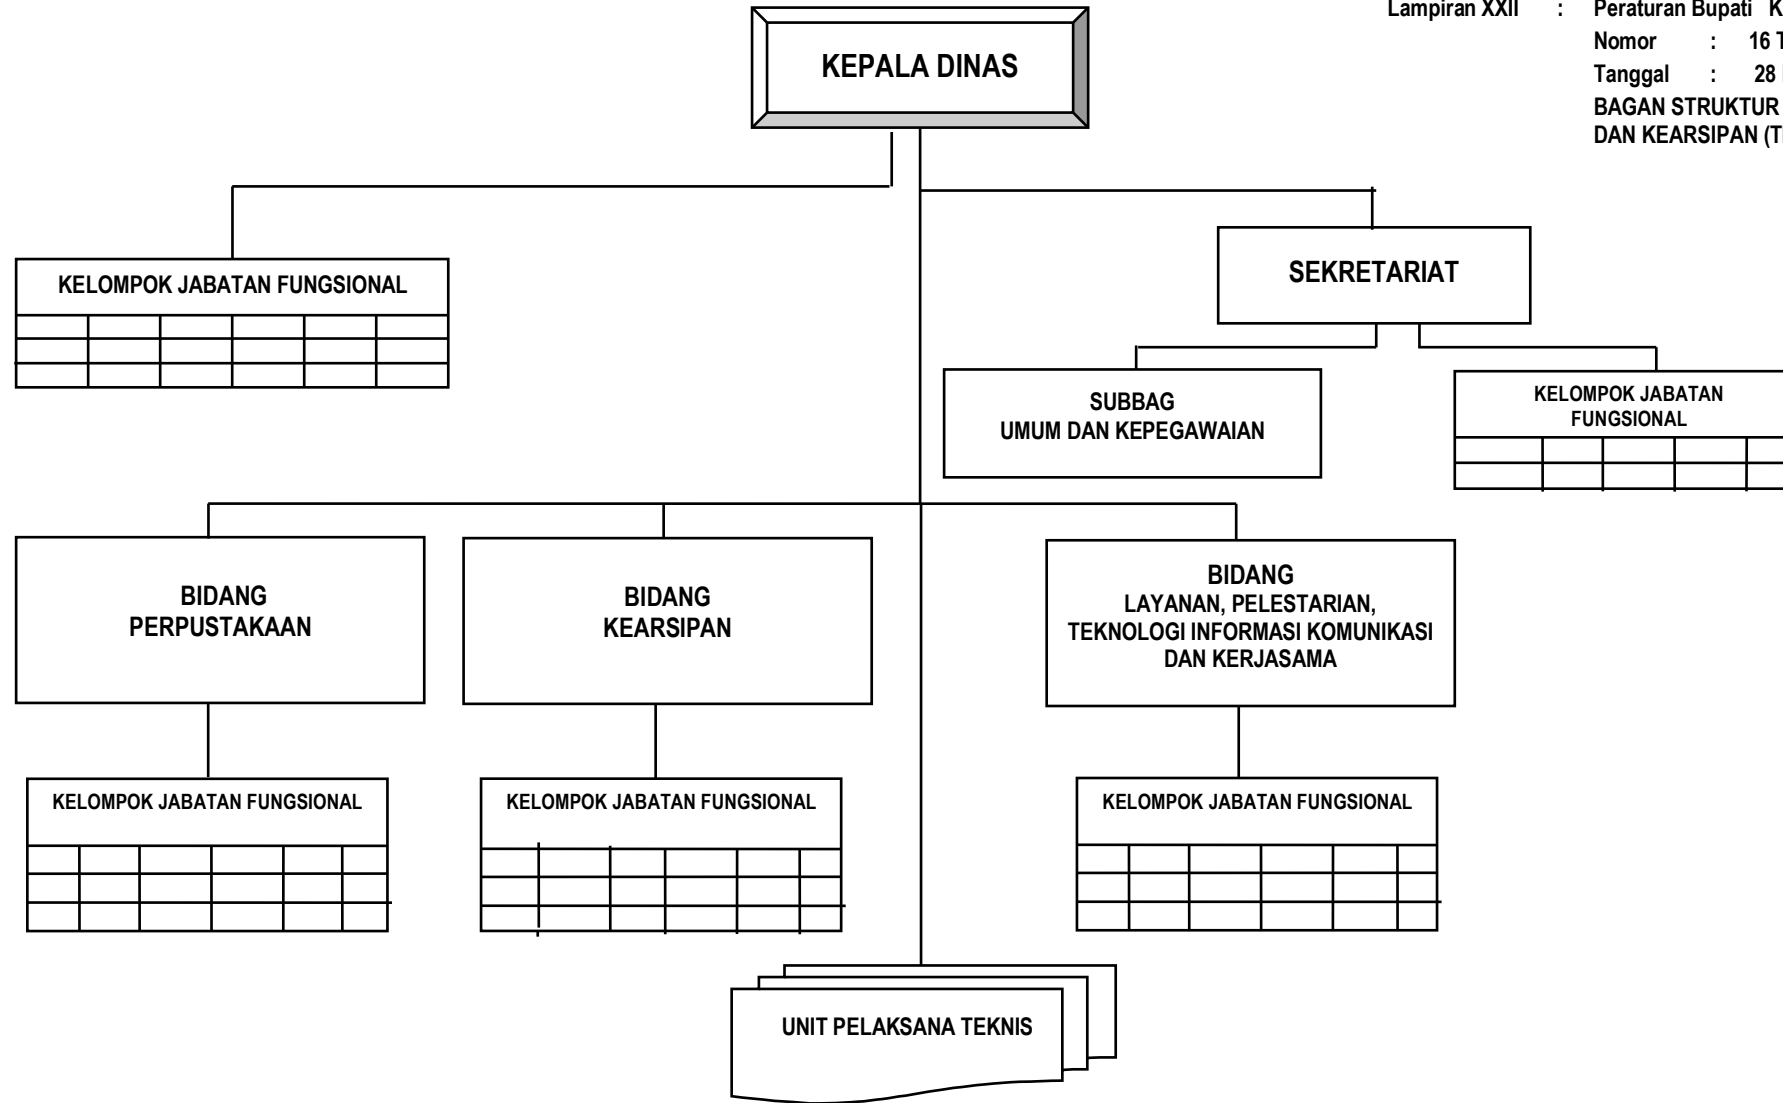 Lampiran XXII : Peraturan Bupati
Nomor : 16
Tanggal : 28
BAGAN STRUKTUR
DAN KEARSIPAN
KEPALA DINAS
KELOMPOK JABATAN FUNGSIONAL
SEKRETARIAT
SUBBAG
UMUM DAN KEPEGAWAIAN
KELOMPOK JABATAN
FUNGSIONAL
BIDANG
PERPUSTAKAAN
BIDANG
KEARSIPAN
BIDANG
LAYANAN, PELESTARIAN,
TEKNOLOGI INFORMASI KOMUNIKASI
DAN KERJASAMA
KELOMPOK JABATAN FUNGSIONAL
KELOMPOK JABATAN FUNGSIONAL
KELOMPOK JABATAN FUNGSIONAL
UNIT PELAKSANA TEKNIS